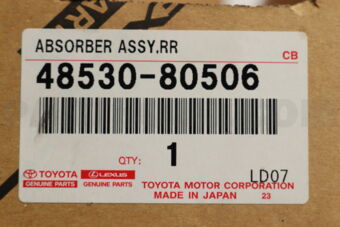 ABSORBER ASSY,RR
CB
48530-80506
QTY: 1
LD07
TOYOTA LEXUS
GENUINE PARTS GENUINE PARTS
TOYOTA MOTOR CORPORATION
MADE IN JAPAN 23